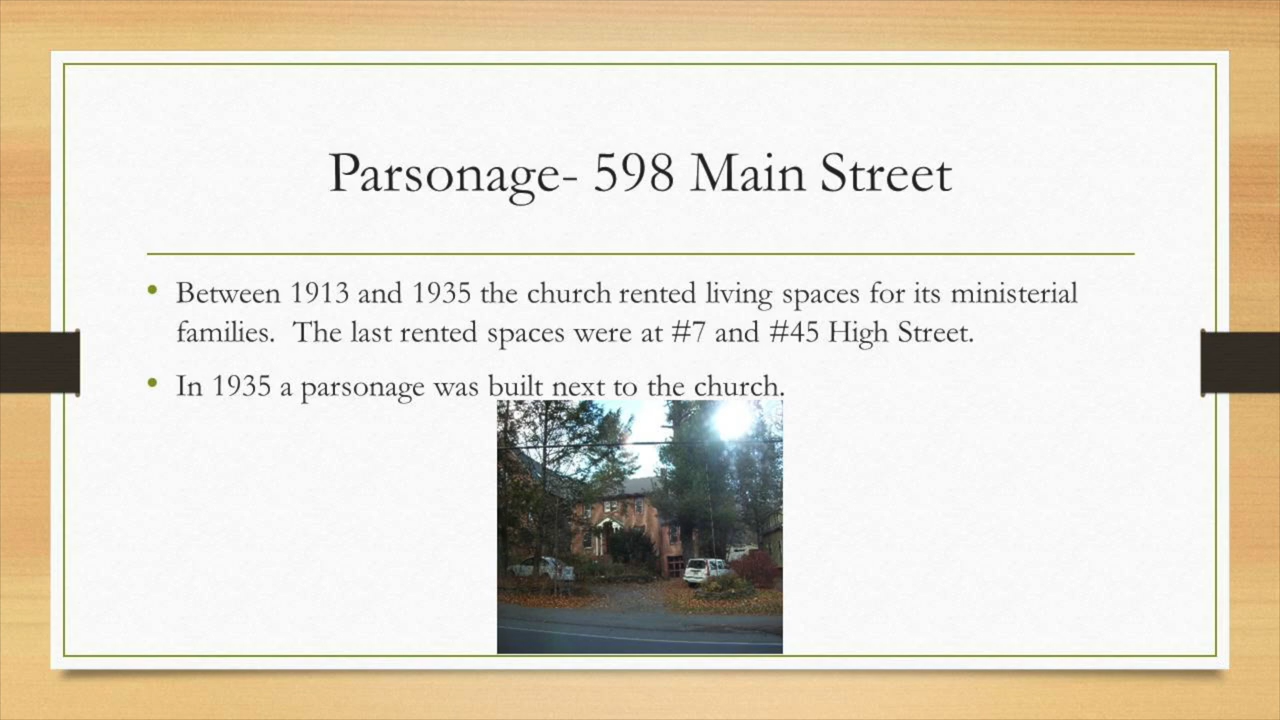 Parsonage- 598 Main Street
• Between 1913 and 1935 the church rented living spaces for its ministerial
families.  The last rented spaces were at #7 and #45 High Street.
• In 1935 a parsonage was built next to the church.